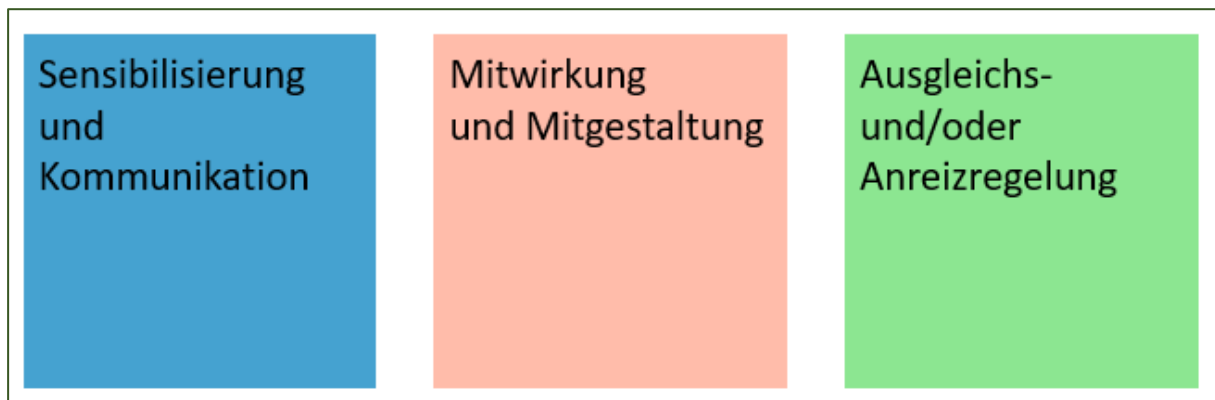 Sensibilisierung
und
Kommunikation
Mitwirkung
und Mitgestaltung
Ausgleichs-
und/oder
Anreizregelung